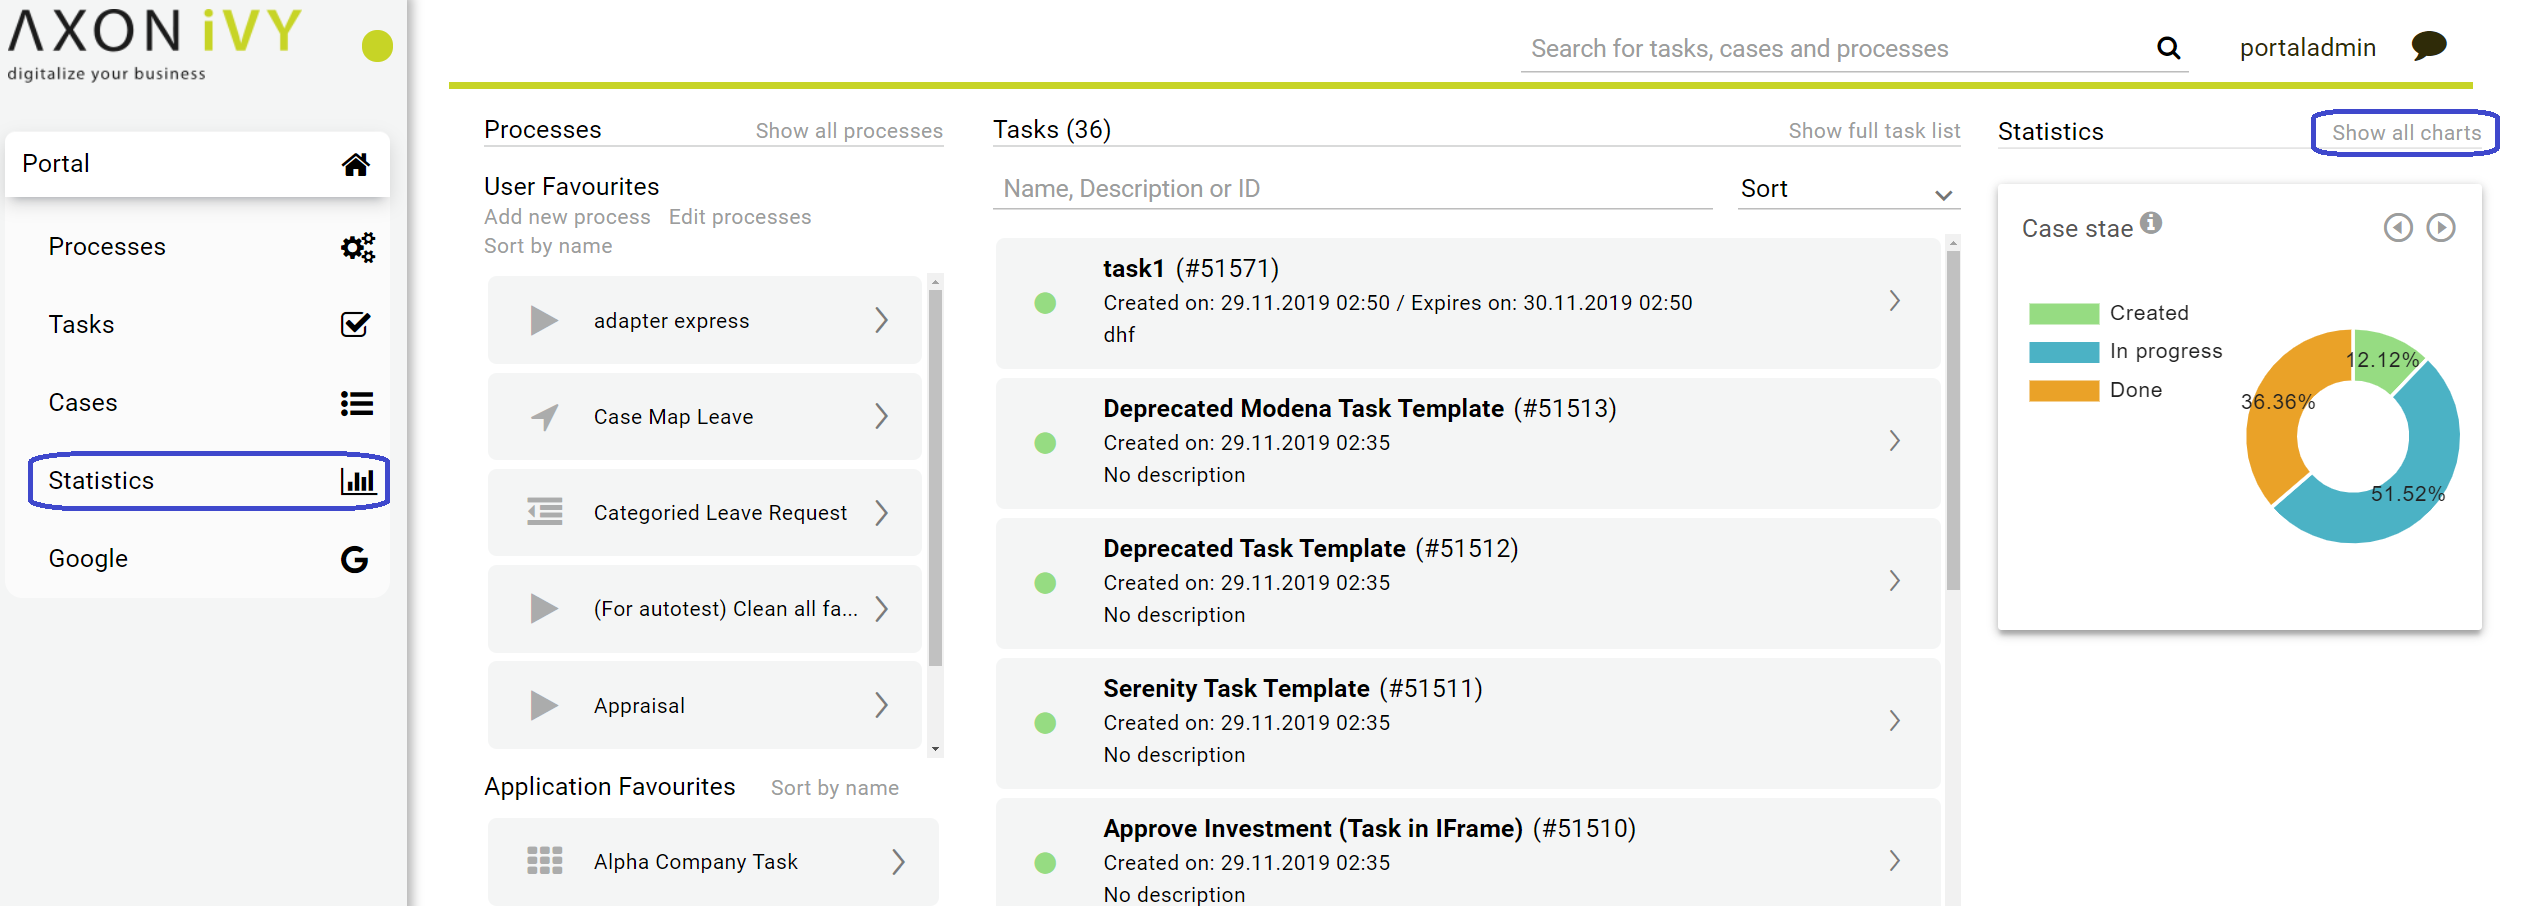 AXON iVY
digitalize your business
Portal
Processes
Tasks
Cases
Statistics
Google
Search for tasks, cases and processes
portaladmin
Processes
Show all processes
User Favourites
Add new process Edit processes
Sort by name
adapter express
Case Map Leave
Categoried Leave Request
(For autotest) Clean all fa...
Appraisal
Application Favourites
Sort by name
Alpha Company Task
Tasks (36)
Show full task list
Name, Description or ID
Sort
task1 (#51571)
Created on: 29.11.2019 02:50 / Expires on: 30.11.2019 02:50
dhf
Deprecated Modena Task Template (#51513)
Created on: 29.11.2019 02:35
No description
Deprecated Task Template (#51512)
Created on: 29.11.2019 02:35
No description
Serenity Task Template (#51511)
Created on: 29.11.2019 02:35
No description
Approve Investment (Task in IFrame) (#51510)
Created on: 29.11.2019 02:35
No description
Statistics
Show all charts
Case stae
Created
In progress
Done
12.12%
36.36%
51.52%